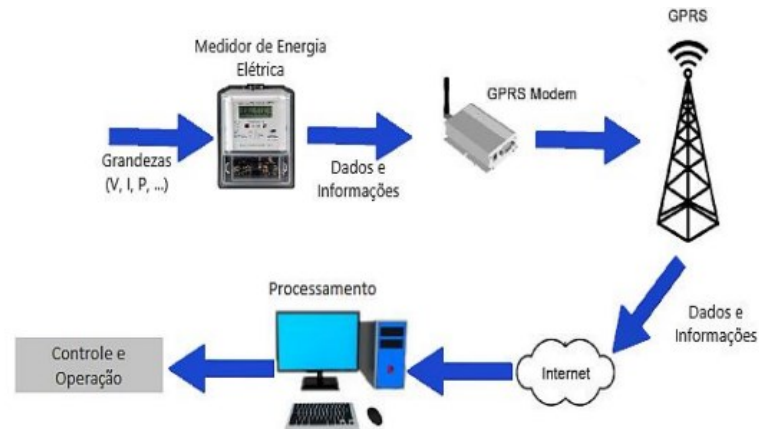 GPRS
Medidor de Energia
Elétrica
GPRS Modem
Grandezas
(V, I, P, ...)
Dados e
Informações
Dados e
Informações
Processamento
Internet
Controle e
Operação